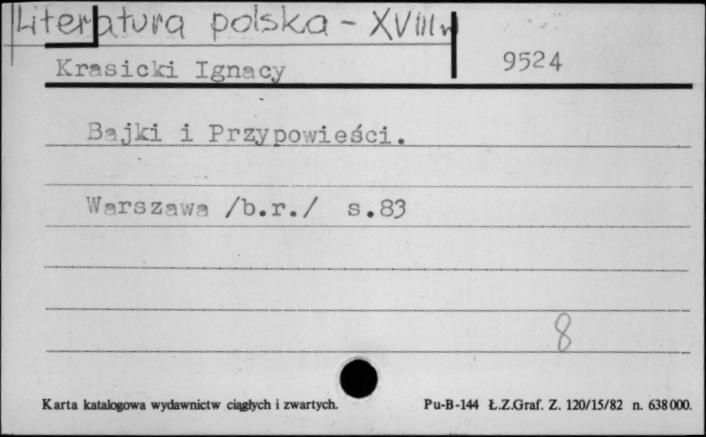 Literatura polska - XVIIIw
Krasicki Ignacy 9524
Bajki i Przypowieści.
Warszawa /b.r./ s.83
8
Karta katalogowa wydawnictw ciągłych i zwartych. Pu-B-144 Ł.Z.Graf. Z. 120/15/82 n. 638000.